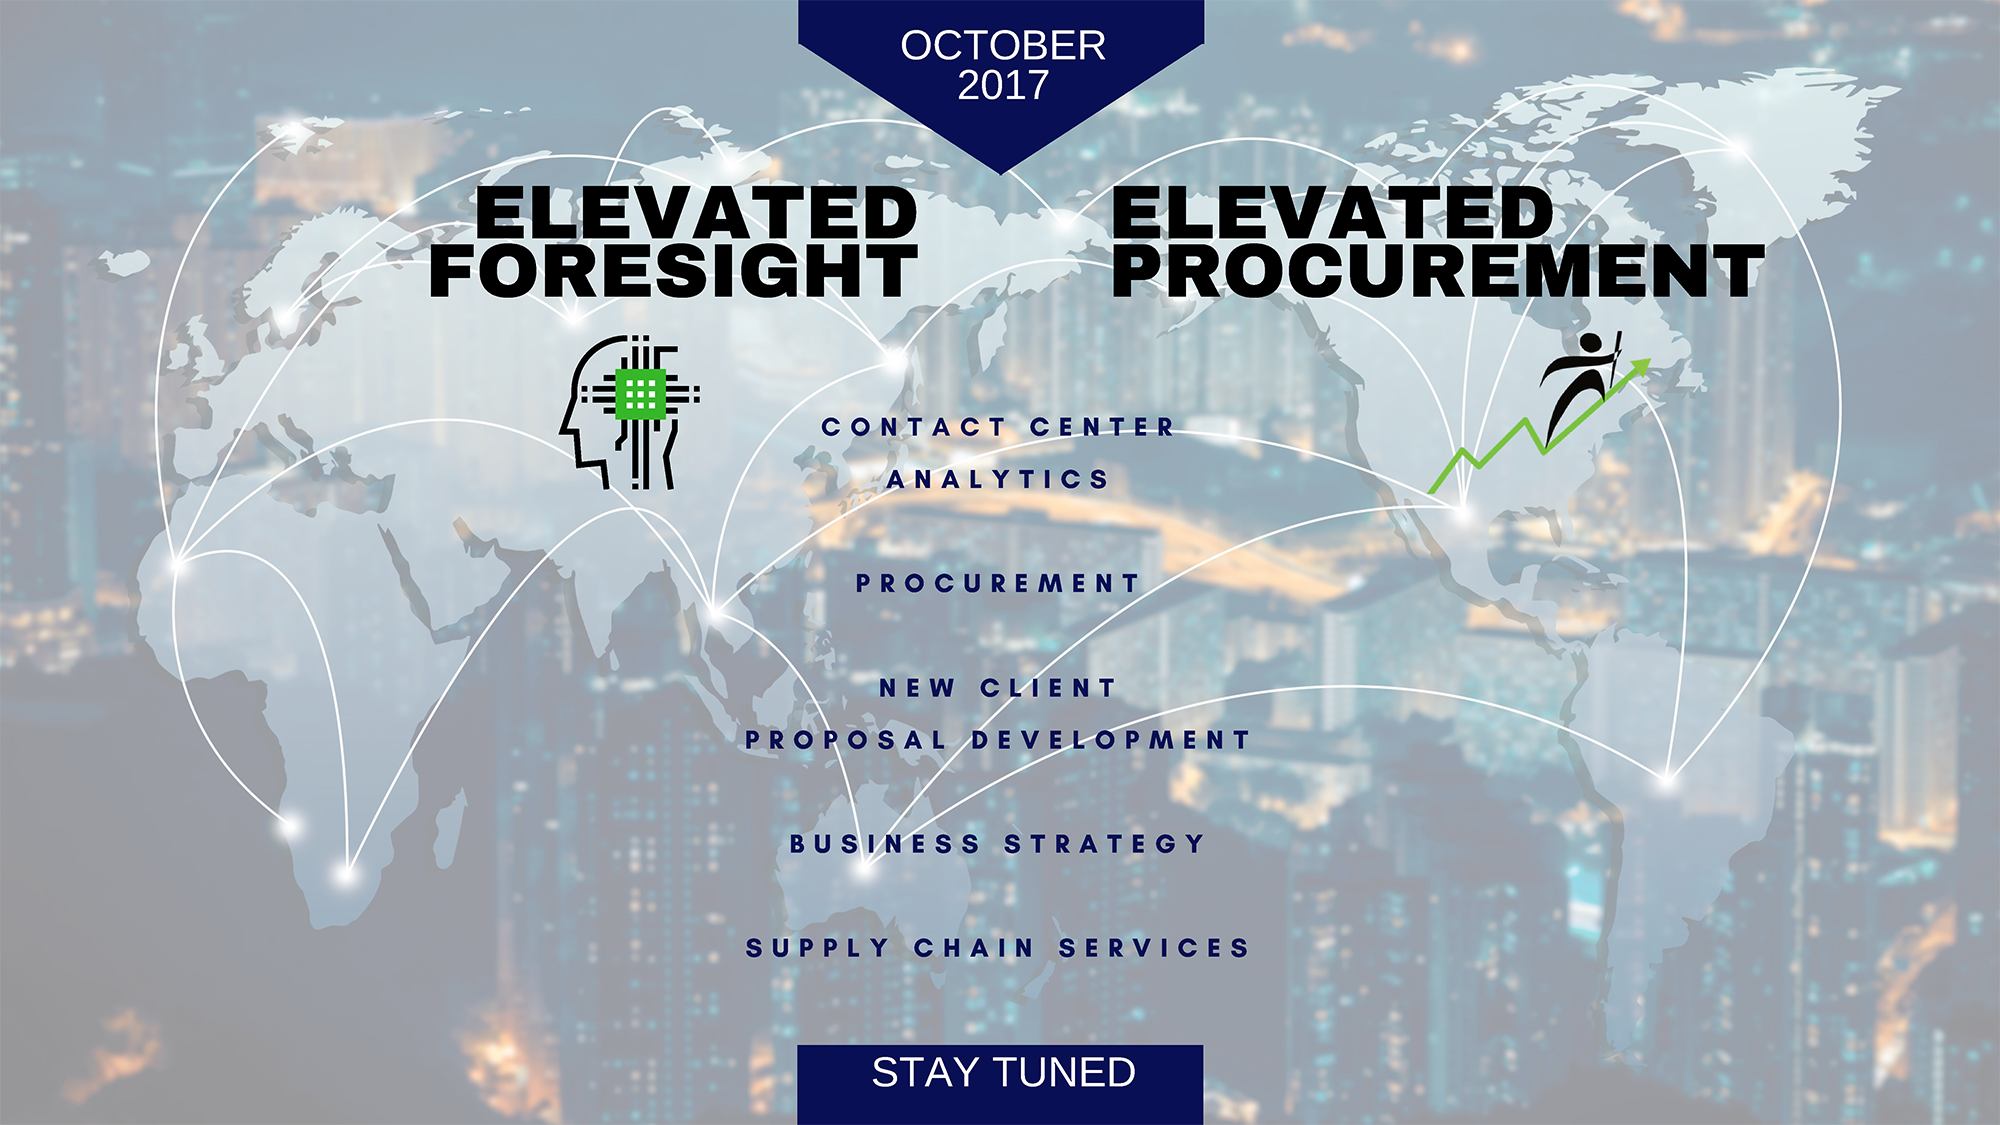 OCTOBER
2017
ELEVATED
FORESIGHT
ELEVATED
PROCUREMENT
CONTACT CENTER
ANALYTICS
PROCUREMENT
NEW CLIENT
PROPOSAL DEVELOPMENT
BUSINESS STRATEGY
SUPPLY CHAIN SERVICES
STAY TUNED